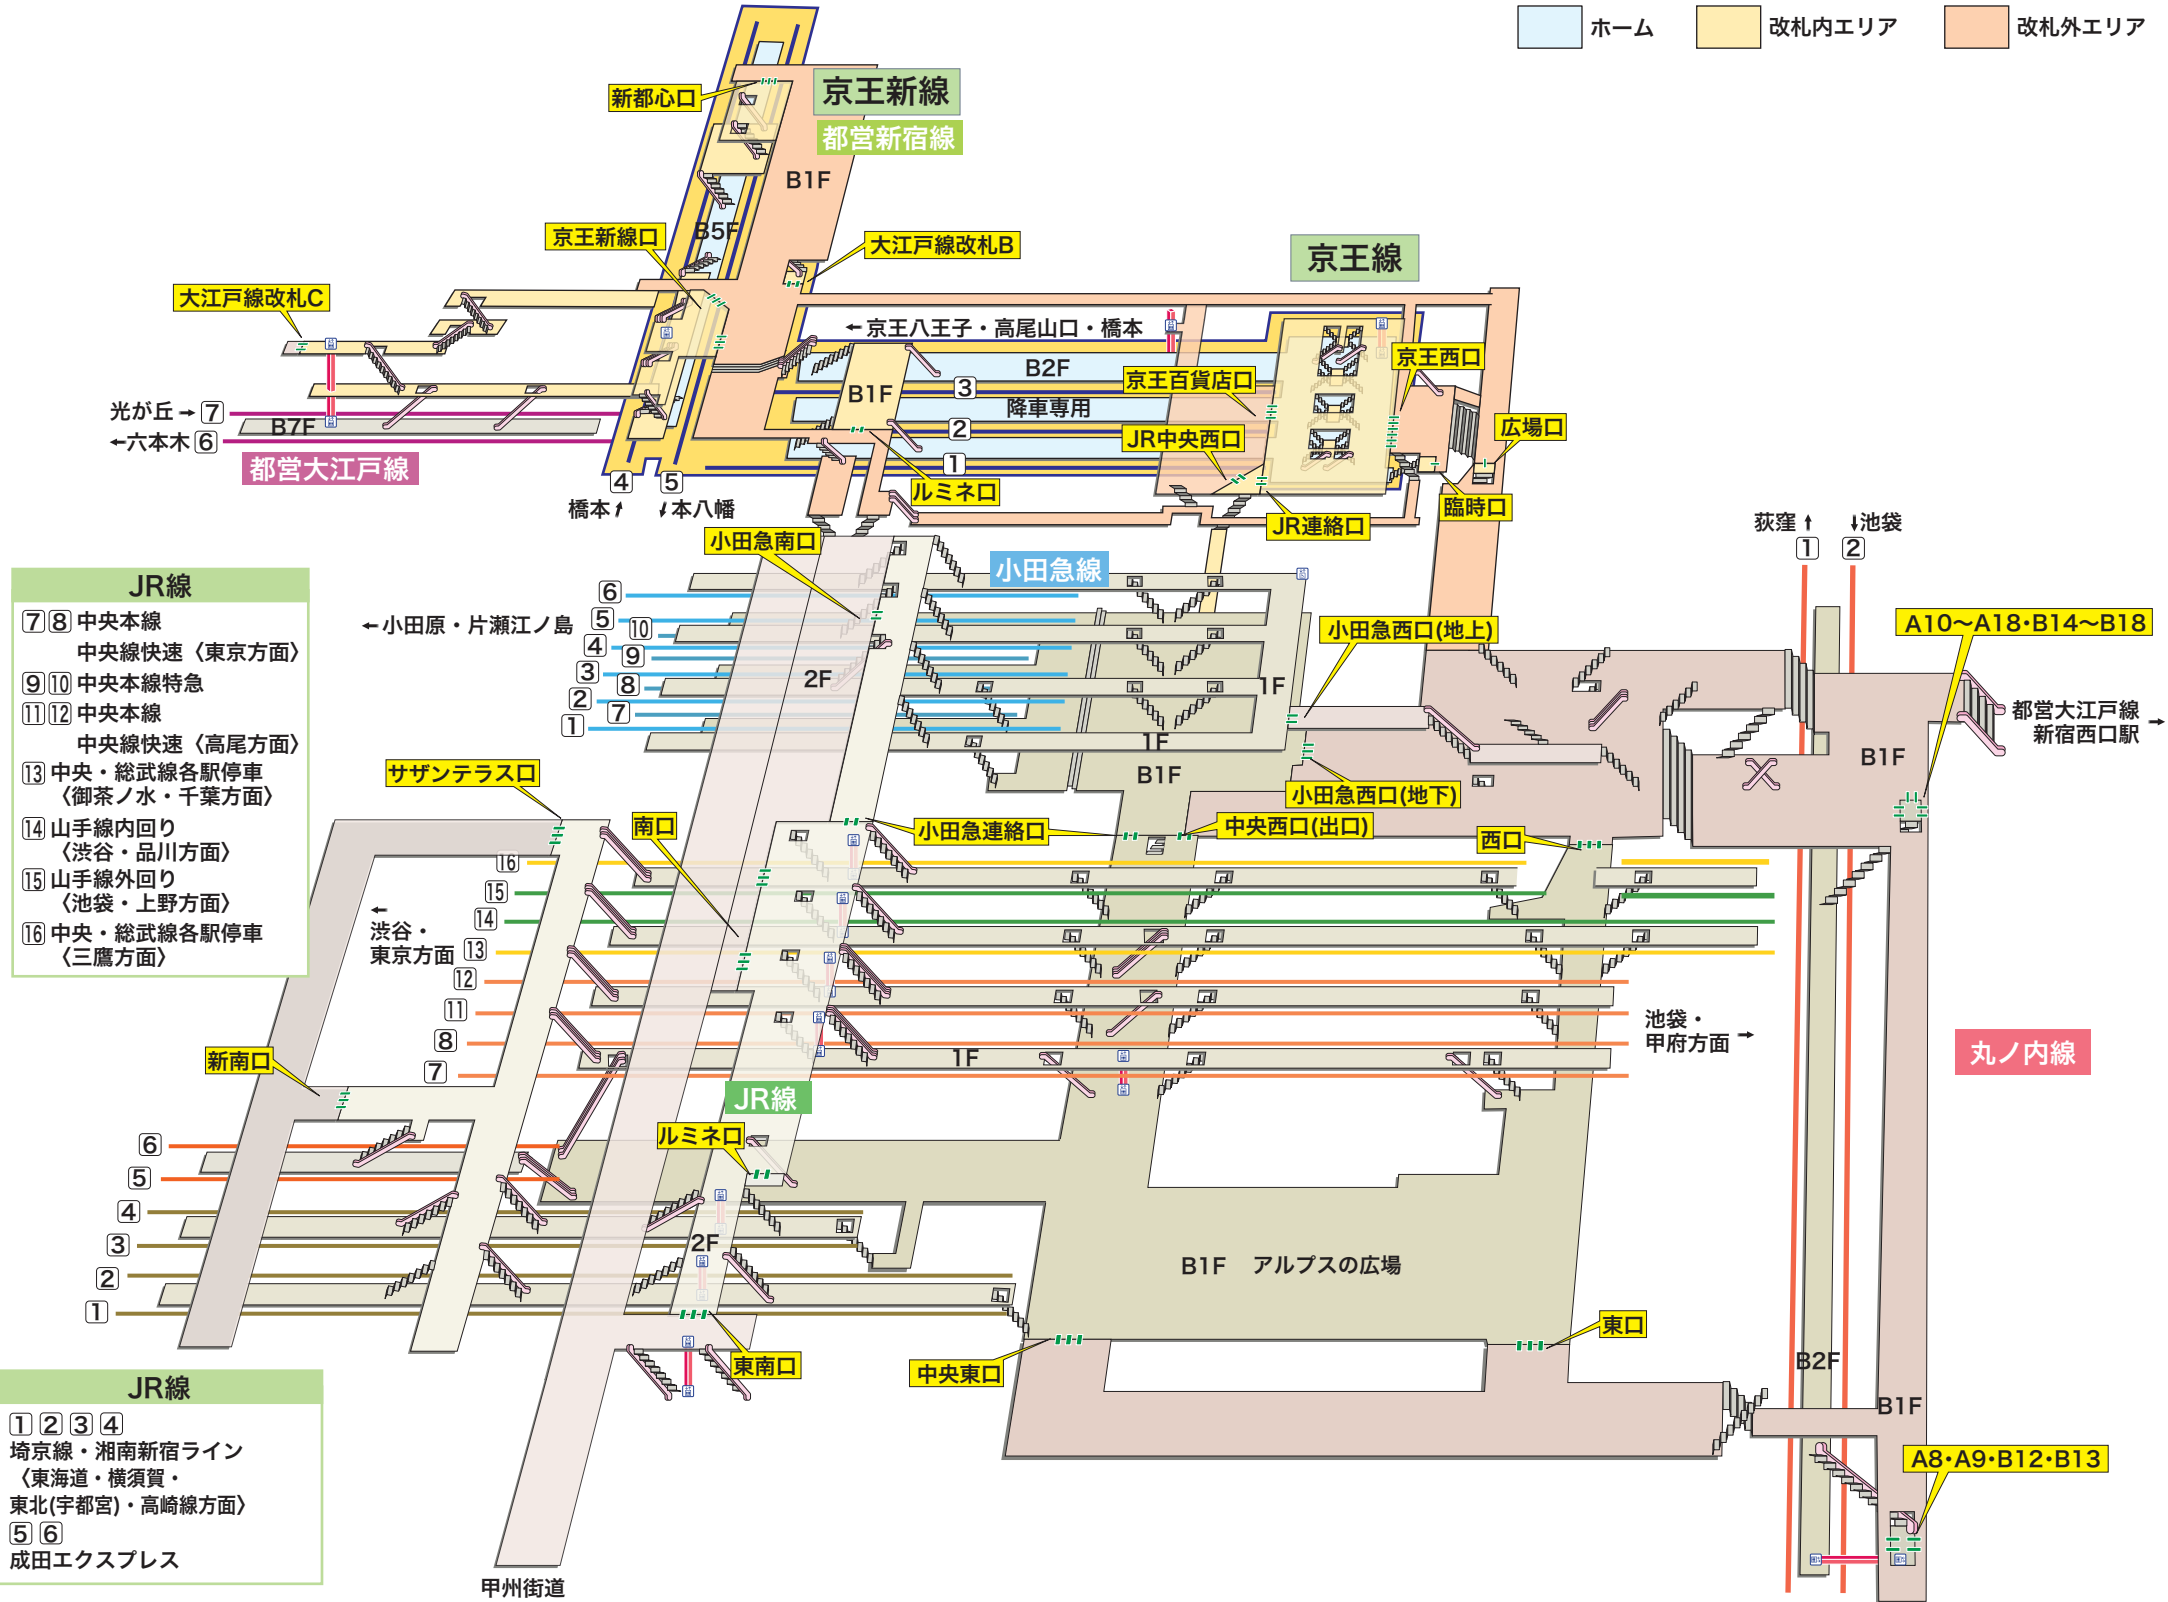 ホーム
改札内エリア
改札外エリア
京王新線
都営新宿線
新都心口
B1F
B5F
京王新線口
大江戸線改札B
京王線
大江戸線改札C
←京王八王子・高尾山口・橋本
B2F
京王西口
京王百貨店口
3
B1F
降車専用
光が丘→7
B7F
←六本木6
2
JR中央西口
広場口
都営大江戸線
1
4
5
ルミネ口
臨時口
橋本↑
↓本八幡
JR連絡口
荻窪↑
↓池袋
1
2
小田急南口
小田急線
JR線
7 8 中央本線
中央線快速〈東京方面〉
9 10 中央本線特急
11 12 中央本線
中央線快速〈高尾方面〉
13 中央・総武線各駅停車
〈御茶ノ水・千葉方面〉
14 山手線内回り
〈渋谷・品川方面〉
15 山手線外回り
〈池袋・上野方面〉
16 中央・総武線各駅停車
〈三鷹方面〉
←小田原・片瀬江ノ島
6
5
10
4
9
3
8
2
7
1
2F
1F
1F
B1F
小田急西口(地上)
A10〜A18・B14〜B18
都営大江戸線→
新宿西口駅
B1F
小田急西口(地下)
サザンテラス口
南口
小田急連絡口
中央西口(出口)
西口
16
15
14
13
12
11
8
7
←
渋谷・
東京方面
1F
池袋・
甲府方面→
丸ノ内線
新南口
JR線
ルミネ口
6
5
4
3
2
1
2F
B1F アルプスの広場
東南口
中央東口
東口
B2F
B1F
A8・A9・B12・B13
JR線
1 2 3 4
埼京線・湘南新宿ライン
〈東海道・横須賀・
東北(宇都宮)・高崎線方面〉
5 6
成田エクスプレス
甲州街道